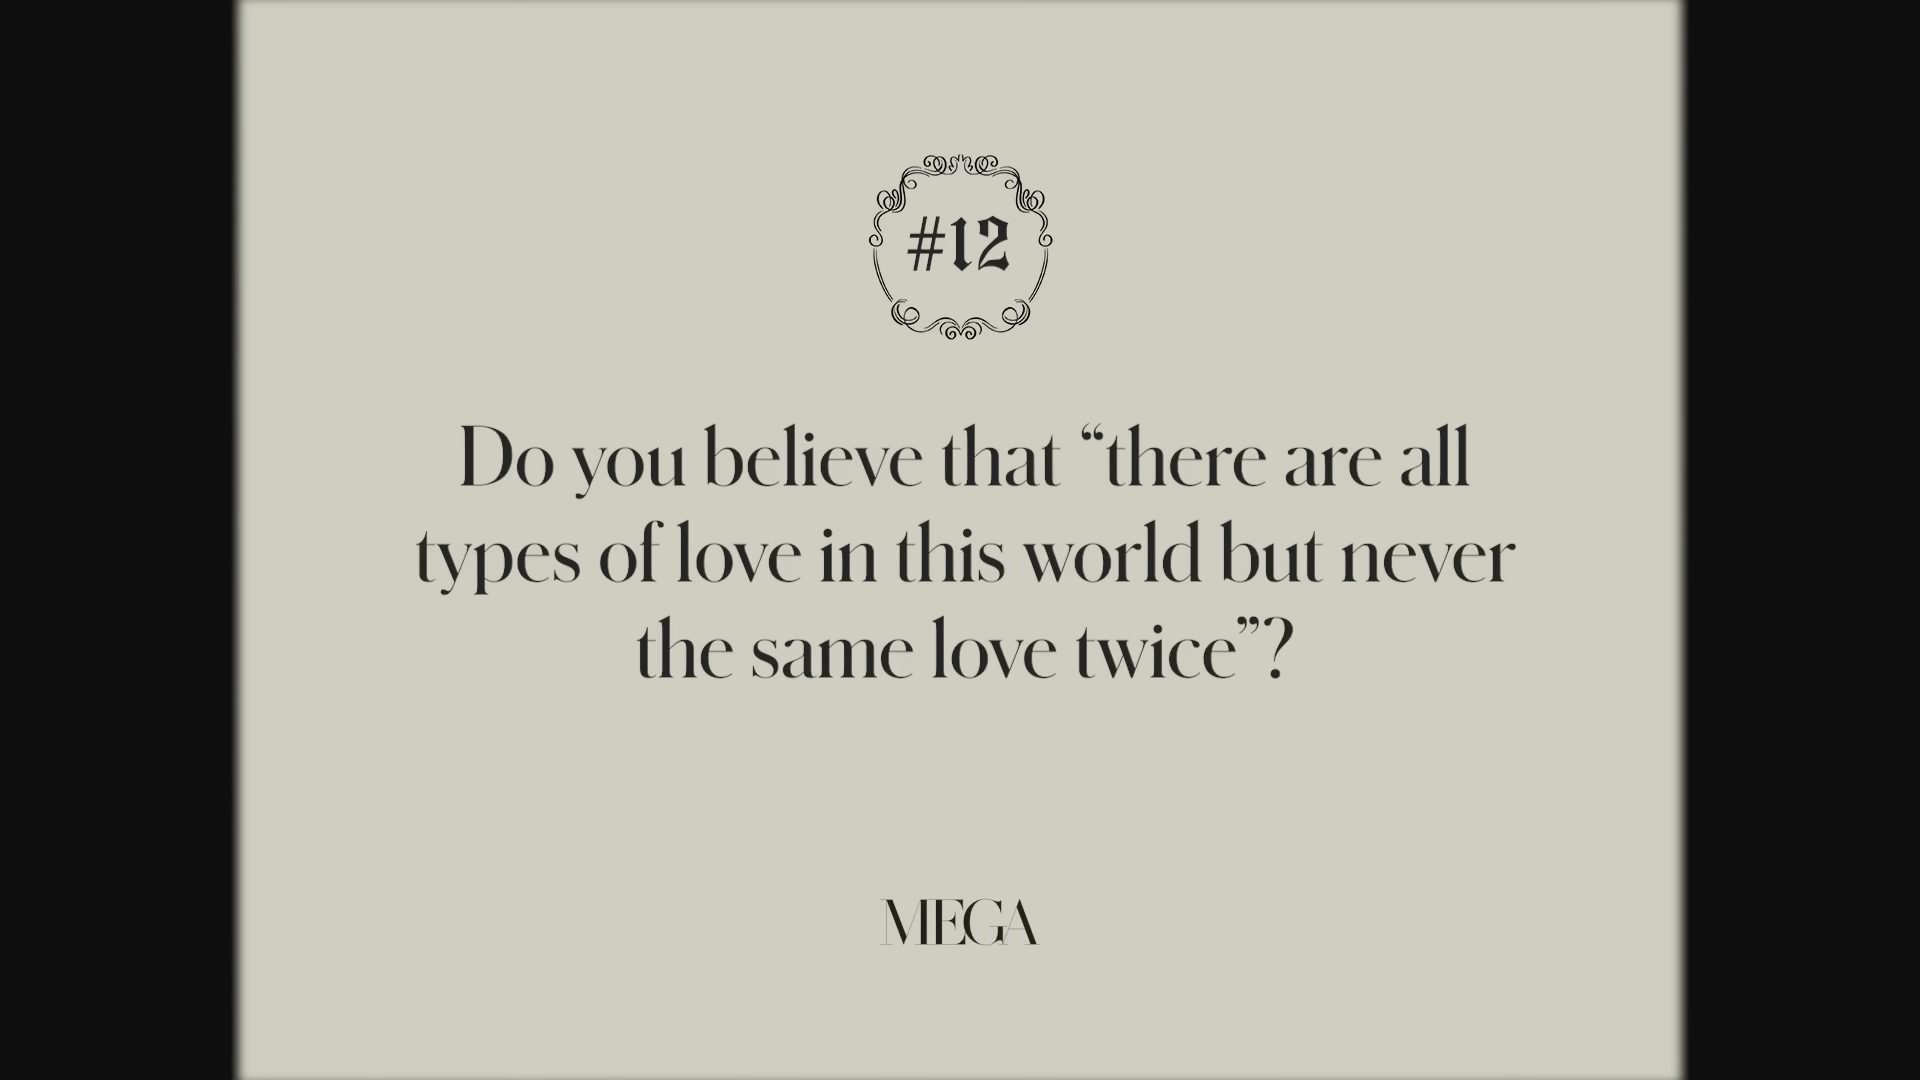 #12
Do you believe that “there are all
types of love in this world but never
the same love twice”?
MEGA